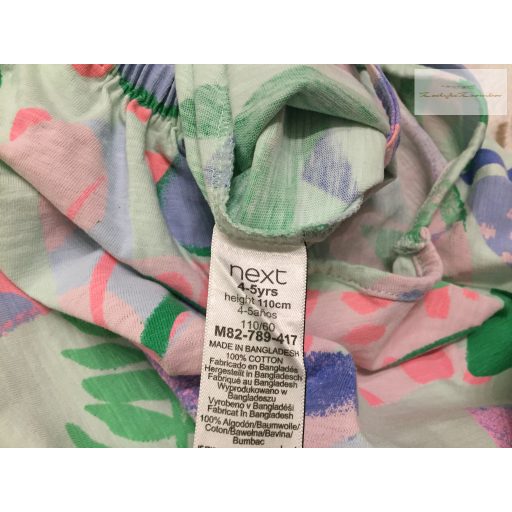 next
4-5yrs
height 110cm
4-5años
110/60
M82-789-417
MADE IN BANGLADESH
100% COTTON
Fabricado en Bangladés
Hergestellt in Bangladesch
Fabriqué au Bangladesh
Wyprodukowano w
Bangladeszu
Vyrobeno v Bangladéši
Fabricat în Bangladesh
100% Algodón/Baumwolle/
Coton/Bawełna/Bavlna/
Bumbac